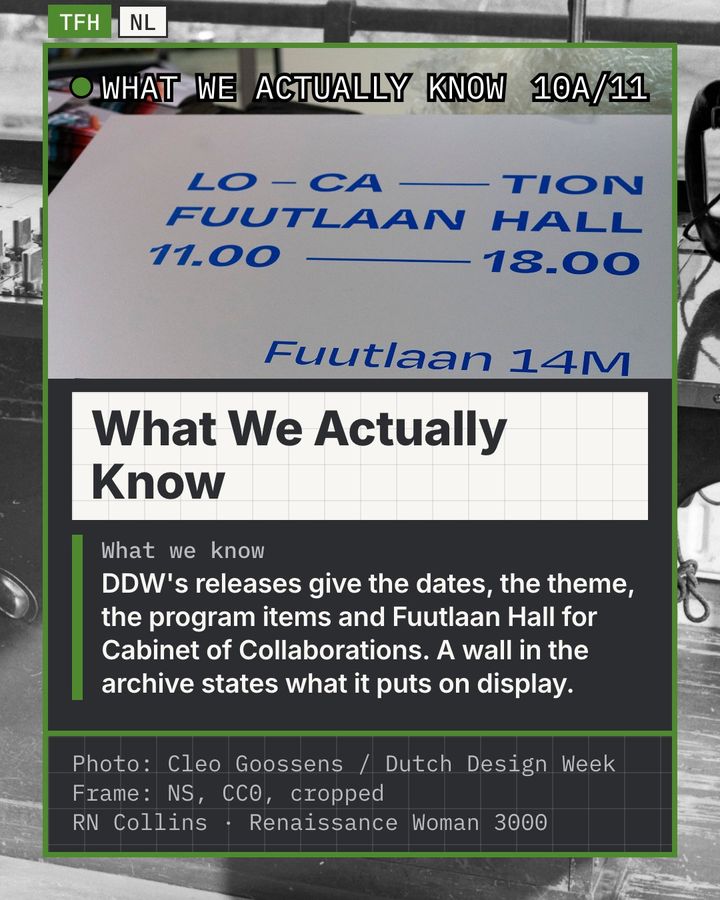 TFH NL
WHAT WE ACTUALLY KNOW 10A/11
LO – CA — TION
FUUTLAAN HALL
11.00 — 18.00
Fuutlaan 14M
What We Actually
Know
What we know
DDW's releases give the dates, the theme,
the program items and Fuutlaan Hall for
Cabinet of Collaborations. A wall in the
archive states what it puts on display.
Photo: Cleo Goossens / Dutch Design Week
Frame: NS, CC0, cropped
RN Collins · Renaissance Woman 3000